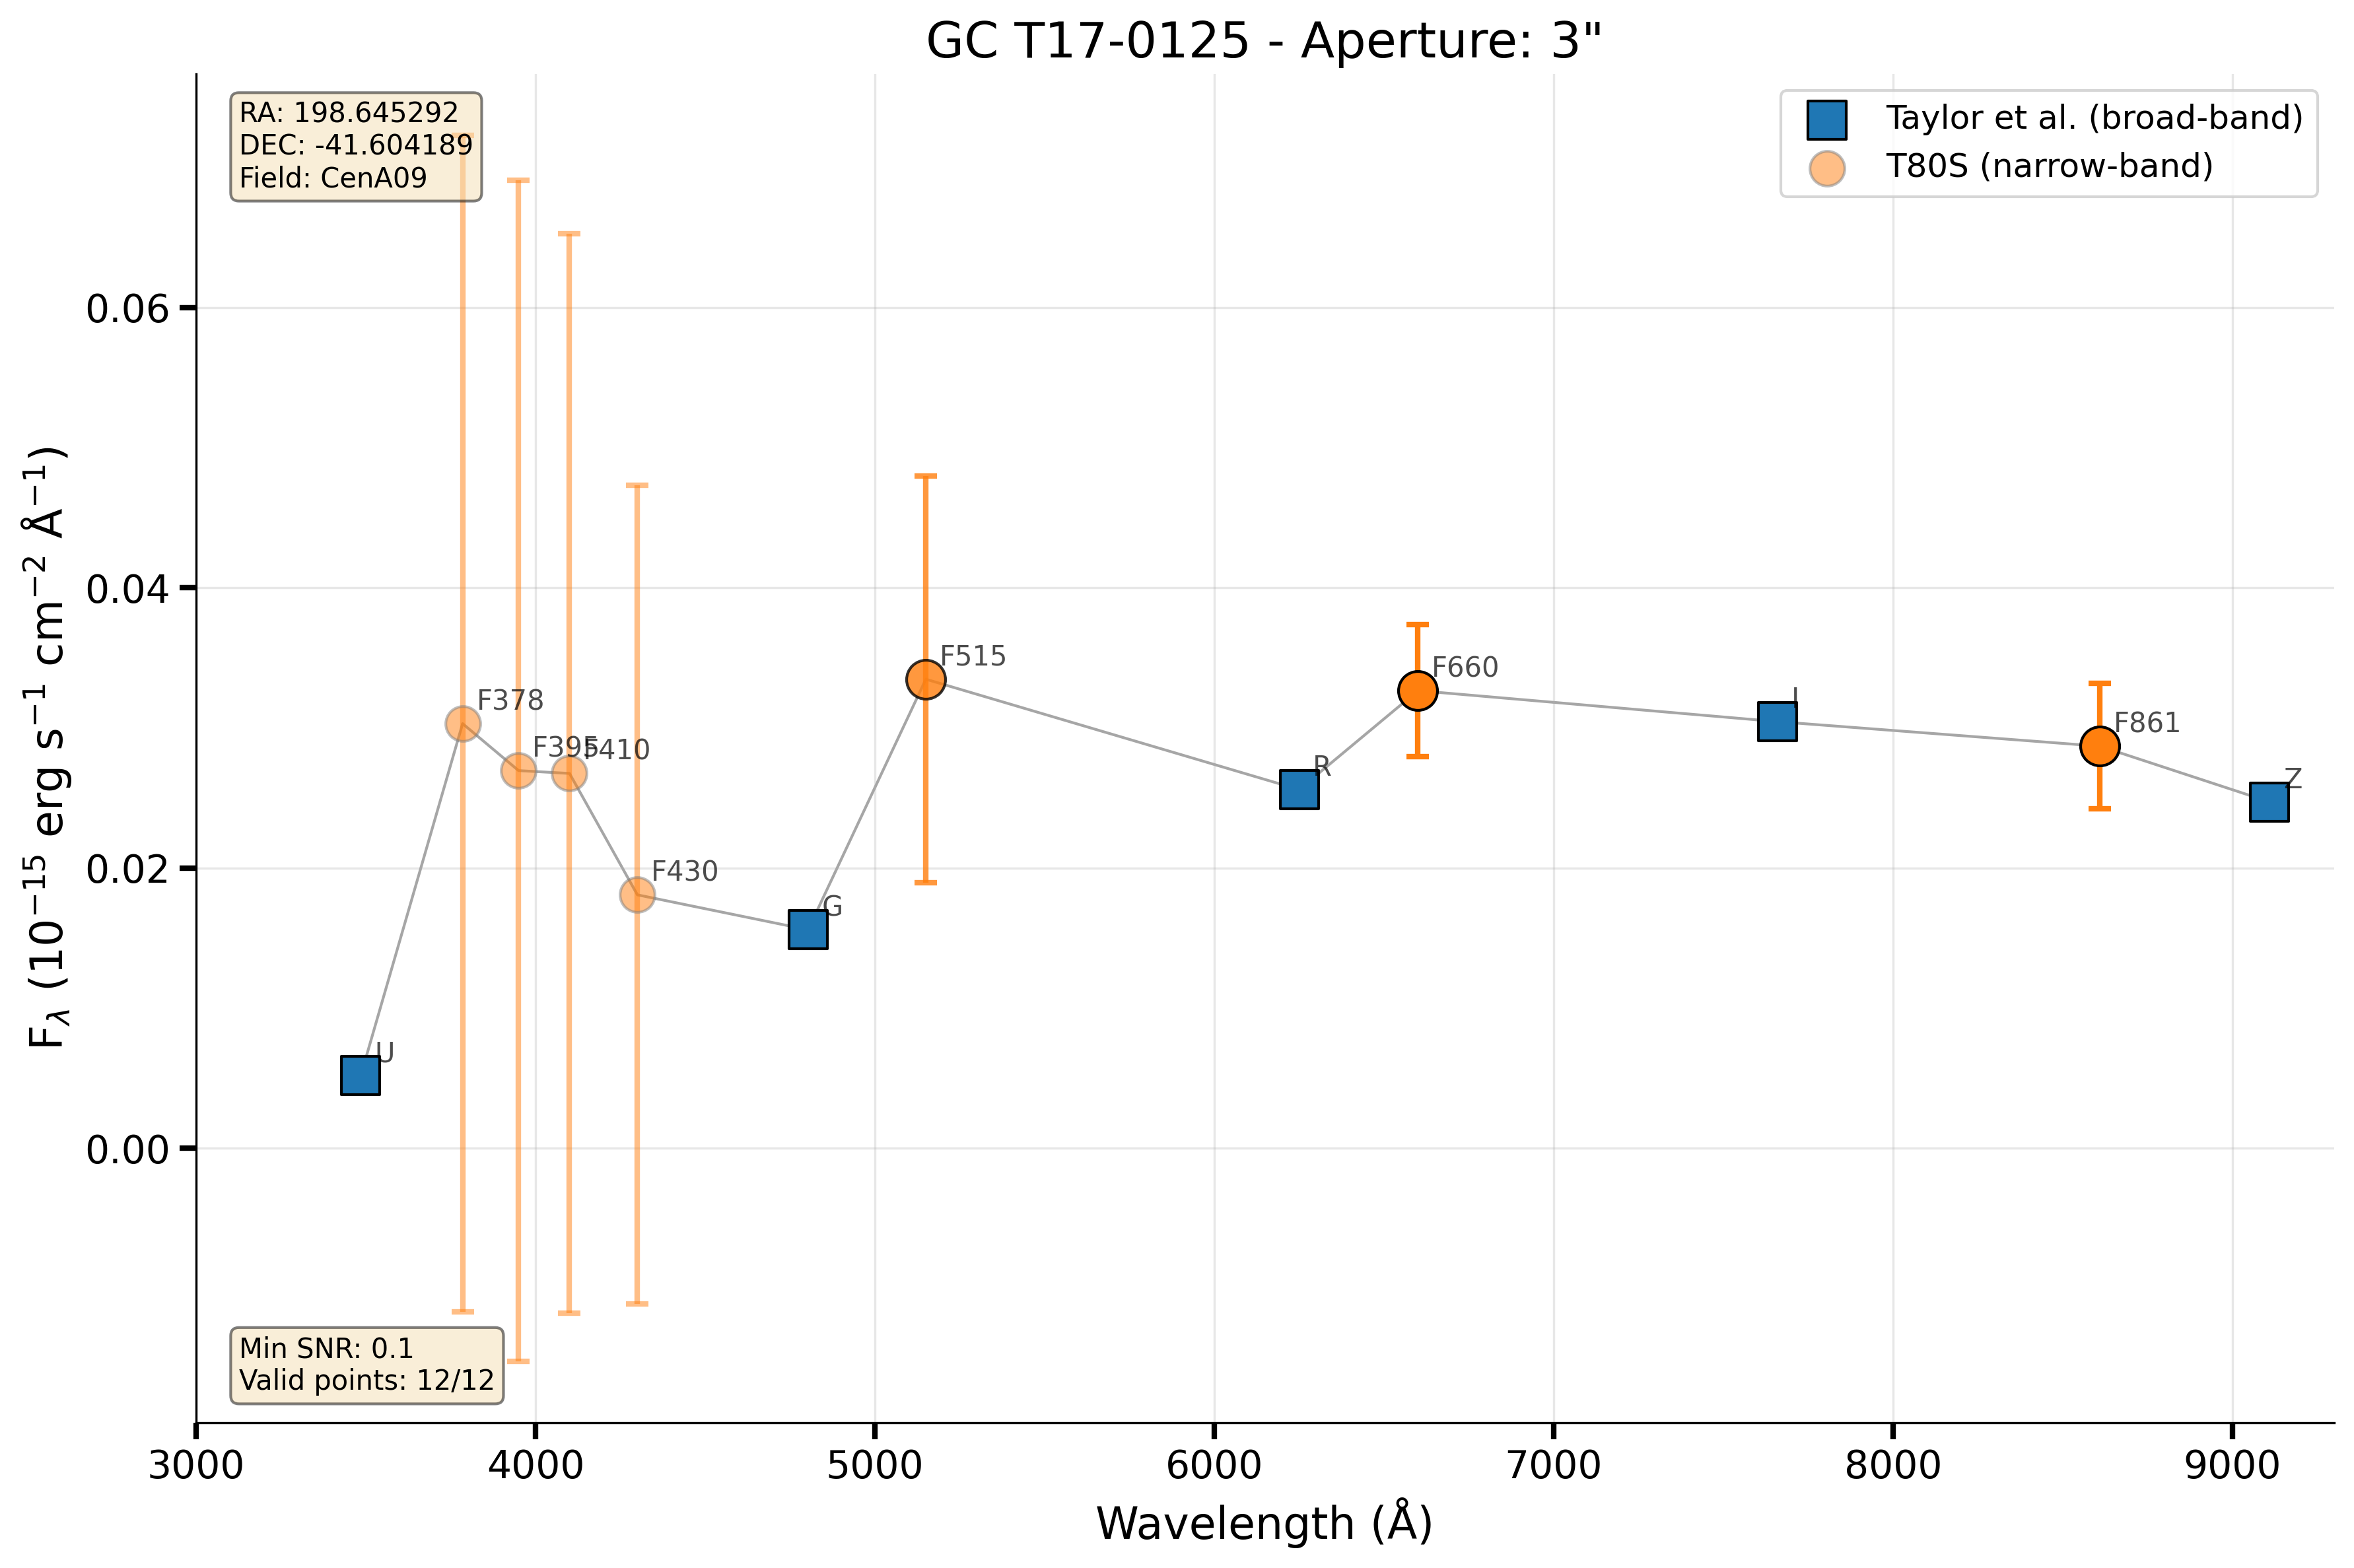 GC T17-0125 - Aperture: 3"
RA: 198.645292
DEC: -41.604189
Field: CenA09
Taylor et al. (broad-band)
T80S (narrow-band)
0.06
0.04
0.02
0.00
F_λ (10⁻¹⁵ erg s⁻¹ cm⁻² Å⁻¹)
U
F378
F395
F410
F430
G
F515
R
F660
I
F861
Z
Min SNR: 0.1
Valid points: 12/12
3000 4000 5000 6000 7000 8000 9000
Wavelength (Å)